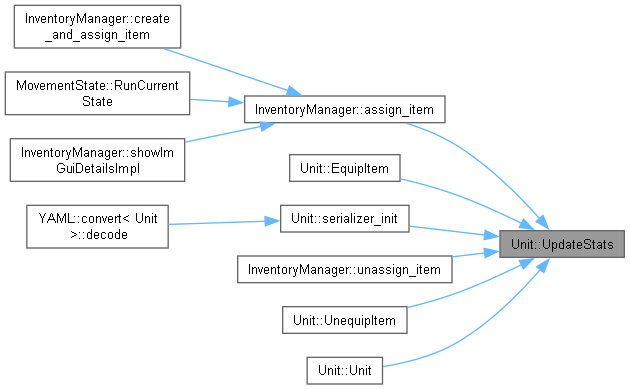 InventoryManager::create
_and_assign_item
MovementState::RunCurrent
State
InventoryManager::assign_item
InventoryManager::showIm
GuiDetailsImpl
Unit::EquipItem
YAML::convert< Unit
>::decode
Unit::serializer_init
Unit::UpdateStats
InventoryManager::unassign_item
Unit::UnequipItem
Unit::Unit